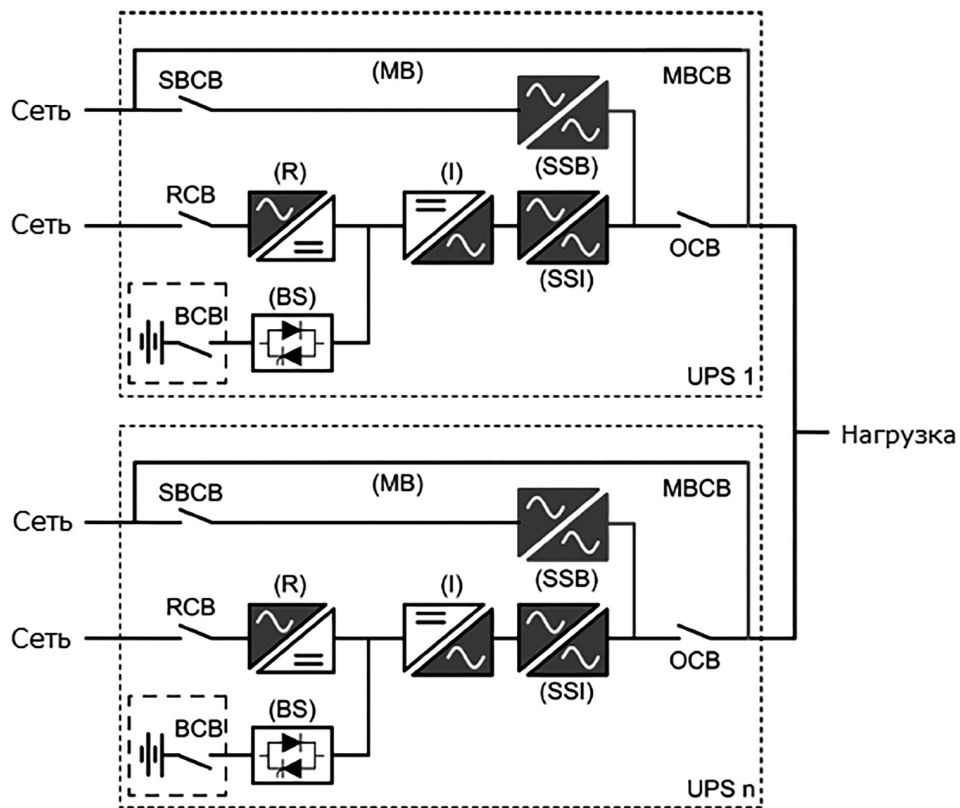 (MB)
MBCB
SBCB
Сеть
(SSB)
(R)
(I)
RCB
Сеть
OCB
(SSI)
(BS)
BCB
UPS 1
Нагрузка
(MB)
MBCB
SBCB
Сеть
(SSB)
(R)
(I)
RCB
Сеть
OCB
(SSI)
(BS)
BCB
UPS n